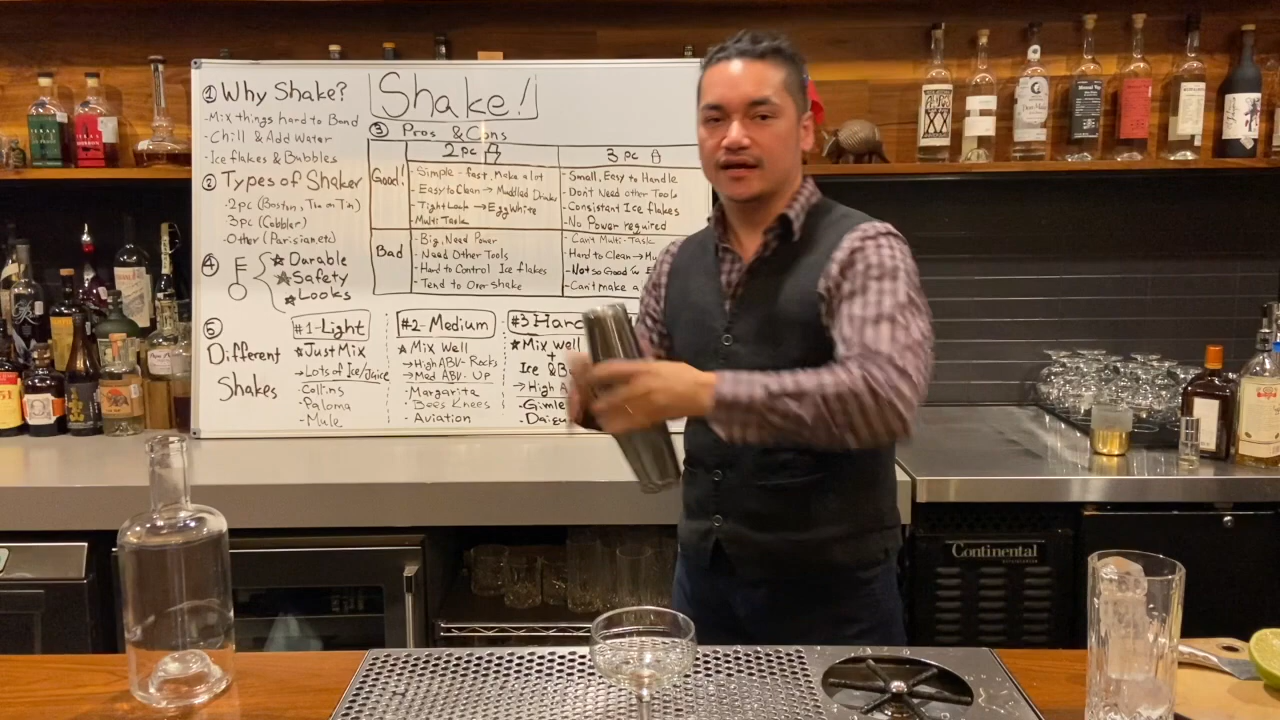 Shake!
① Why Shake?
-Mix things hard to Band
- Chill & Add Water
-Ice flakes & Bubbles
② Types of Shaker
·2pc (Boston, Tin on Tin)
·3pc (Cobbler)
-Other (Parisian, etc)
④
★ Darable
★ Safety
★ Looks
③ Pros & Cons
2pc
3 pc
Good!
-Simple - fast, Make a lot
- Easy to Clean → Muddled Drinks
- Tight Lock → Egg White
-Multi Task
-Small, Easy to Handle
-Don't Need other Tools
-Consistant Ice flakes
-No Power required
Bad
-Big, Need Power
-Need Other Tools
-Hard to Control Ice flakes
- Tend to Over shake
-Can't Multi-Task
-Hard to Clean →
-Not so Good
-Can't make a
⑤ Different
Shakes
#1-Light
★Just Mix
→Lots of Ice/Juice
-Collins
-Paloma
-Mule
#2-Medium
★ Mix Well
→High ABV- Rocks
→Med ABV- UP
-Margarita
-Bees Knees
- Aviation
#3 Hard
★Mix well
+
Ice &
→High
-Gimle
Continental